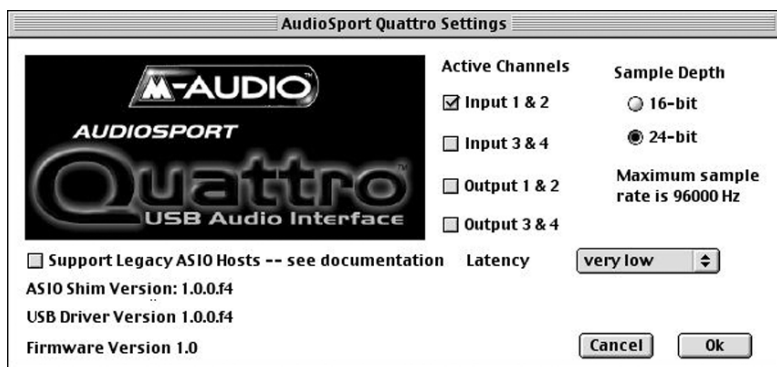 AudioSport Quattro Settings
M-AUDIO
AUDIOSPORT
Quattro™
USB Audio Interface
Active Channels
Input 1 & 2
Input 3 & 4
Output 1 & 2
Output 3 & 4
Sample Depth
16-bit
24-bit
Maximum sample
rate is 96000 Hz
Support Legacy ASIO Hosts -- see documentation
Latency
very low
ASIO Shim Version: 1.0.0.f4
USB Driver Version 1.0.0.f4
Firmware Version 1.0
Cancel
Ok